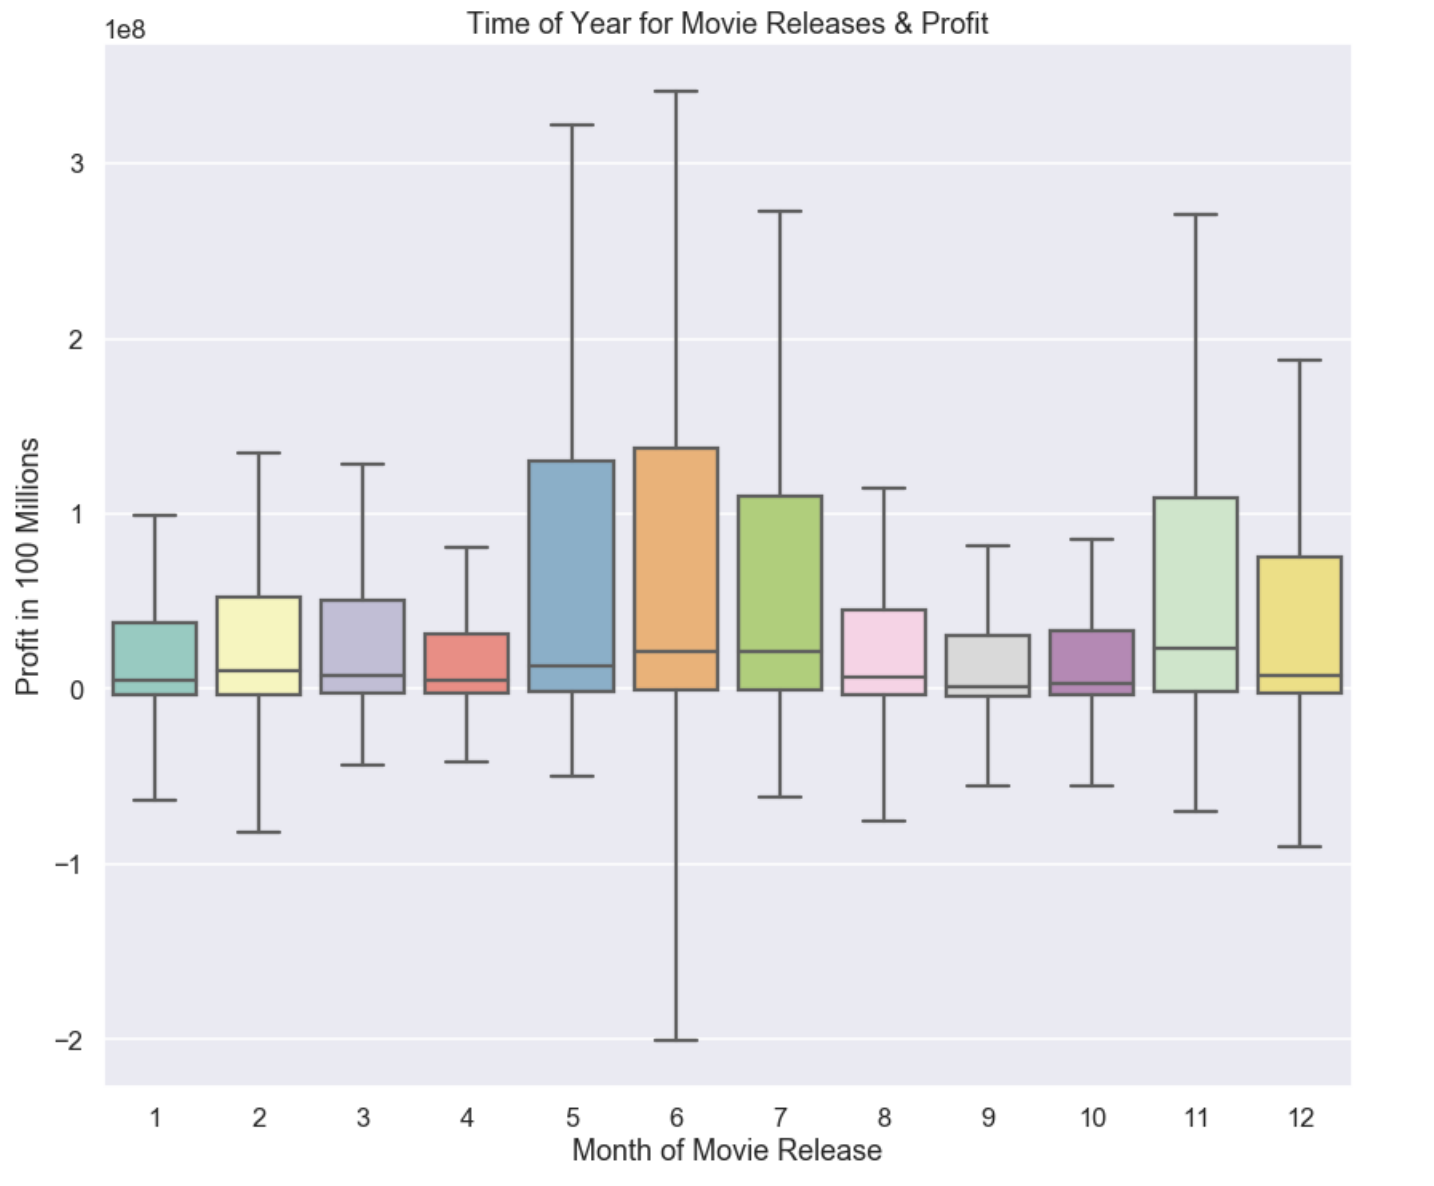 Time of Year for Movie Releases & Profit
1e8
3
2
1
0
−1
−2
Profit in 100 Millions
1 2 3 4 5 6 7 8 9 10 11 12
Month of Movie Release